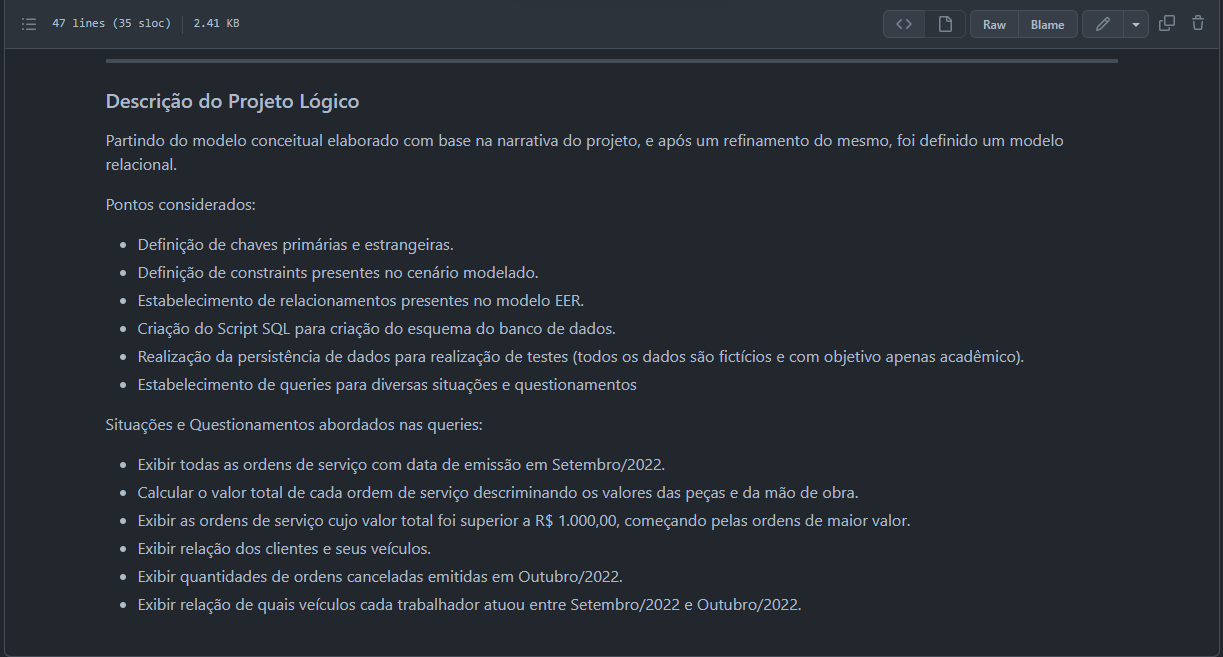 47 lines (35 sloc) 2.41 KB
Raw Blame
Descrição do Projeto Lógico
Partindo do modelo conceitual elaborado com base na narrativa do projeto, e após um refinamento do mesmo, foi definido um modelo
relacional.
Pontos considerados:
Definição de chaves primárias e estrangeiras.
Definição de constraints presentes no cenário modelado.
Estabelecimento de relacionamentos presentes no modelo EER.
Criação do Script SQL para criação do esquema do banco de dados.
Realização da persistência de dados para realização de testes (todos os dados são fictícios e com objetivo apenas acadêmico).
Estabelecimento de queries para diversas situações e questionamentos
Situações e Questionamentos abordados nas queries:
Exibir todas as ordens de serviço com data de emissão em Setembro/2022.
Calcular o valor total de cada ordem de serviço descriminando os valores das peças e da mão de obra.
Exibir as ordens de serviço cujo valor total foi superior a R$ 1.000,00, começando pelas ordens de maior valor.
Exibir relação dos clientes e seus veículos.
Exibir quantidades de ordens canceladas emitidas em Outubro/2022.
Exibir relação de quais veículos cada trabalhador atuou entre Setembro/2022 e Outubro/2022.